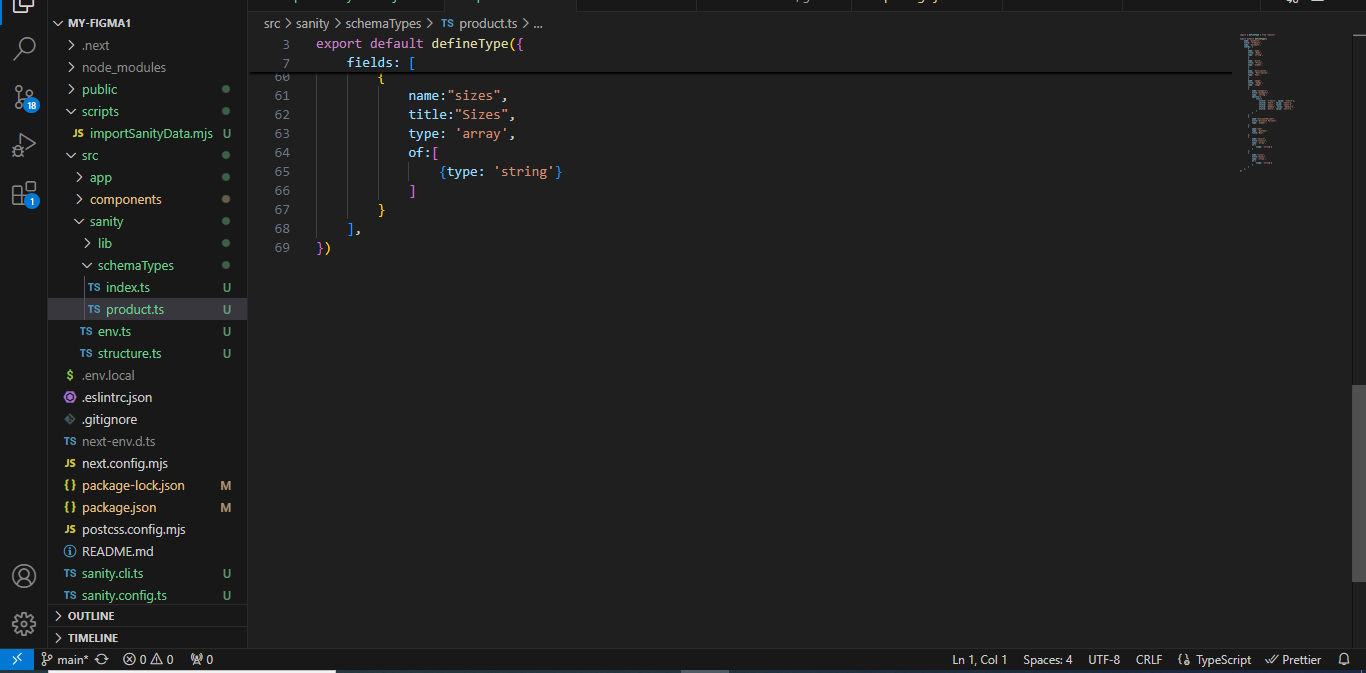 MY-FIGMA1
.next
node_modules
public
scripts
JS importSanityData.mjs U
src
app
components
sanity
lib
schemaTypes
TS index.ts U
TS product.ts U
TS env.ts U
TS structure.ts U
$ .env.local
.eslintrc.json
.gitignore
TS next-env.d.ts
JS next.config.mjs
{} package-lock.json M
{} package.json M
JS postcss.config.mjs
README.md
TS sanity.cli.ts U
TS sanity.config.ts U
OUTLINE
TIMELINE
18
1
src > sanity > schemaTypes > TS product.ts > ...
3 export default defineType({
7 fields: [
60 {
61 name:"sizes",
62 title:"Sizes",
63 type: 'array',
64 of:[
65 {type: 'string'}
66 ]
67 }
68 ],
69 })
main* 0 0 0 Ln 1, Col 1 Spaces: 4 UTF-8 CRLF {} TypeScript Prettier